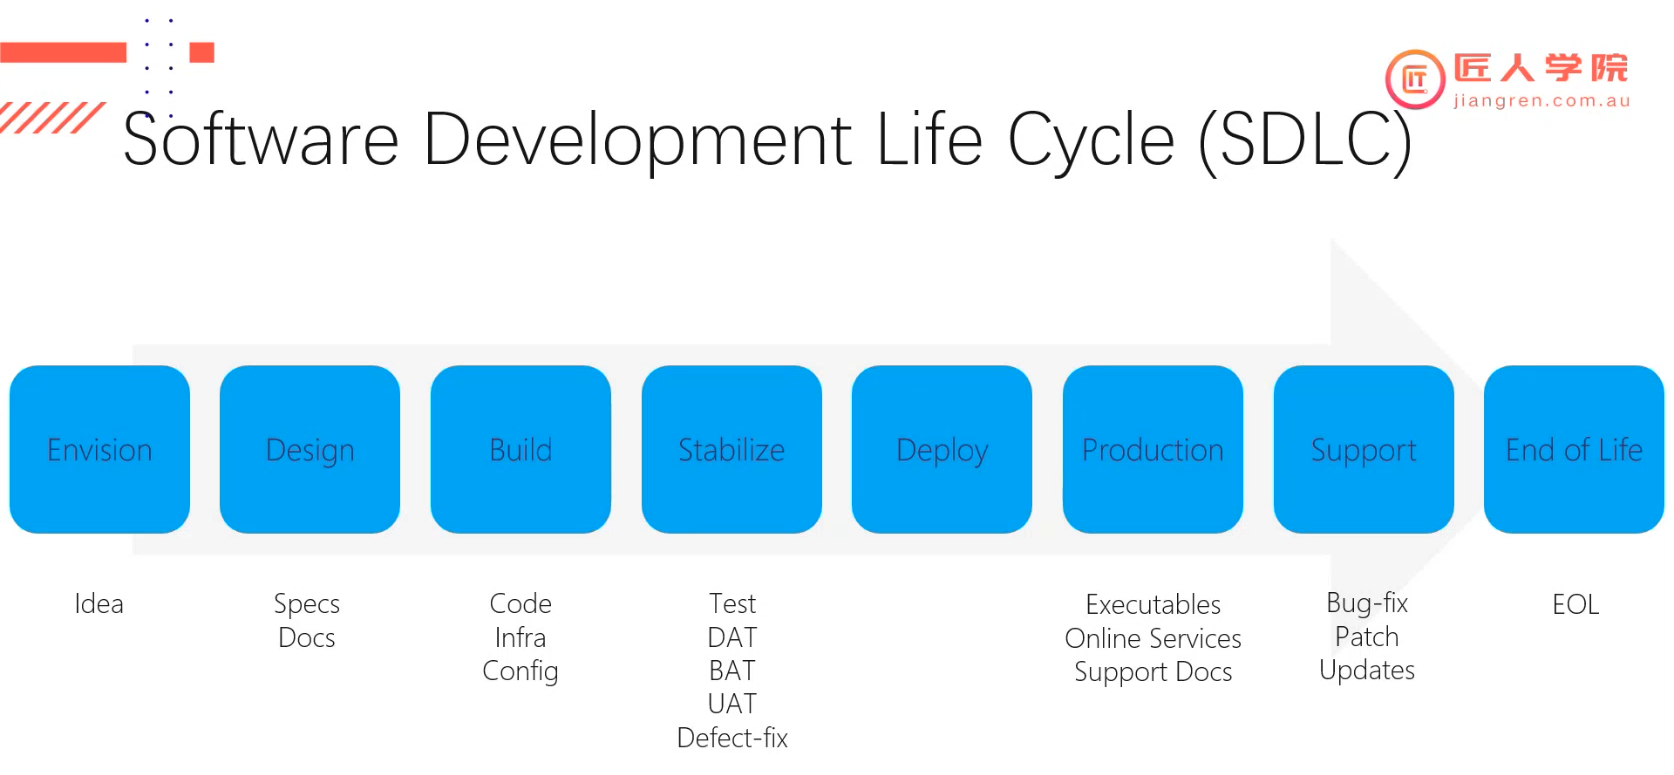 匠人学院
jiangren.com.au
Software Development Life Cycle (SDLC)
Envision
Design
Build
Stabilize
Deploy
Production
Support
End of Life
Idea
Specs
Docs
Code
Infra
Config
Test
DAT
BAT
UAT
Defect-fix
Executables
Online Services
Support Docs
Bug-fix
Patch
Updates
EOL